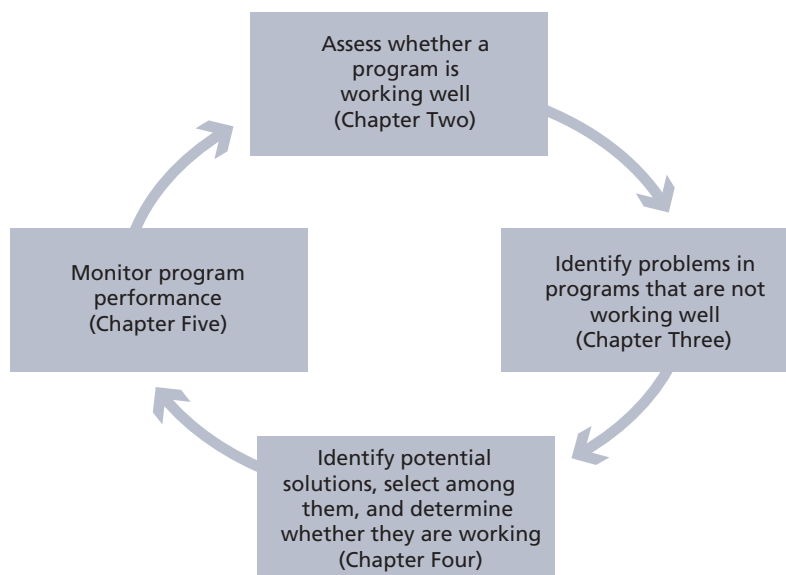 Assess whether a
program is
working well
(Chapter Two)
Monitor program
performance
(Chapter Five)
Identify problems in
programs that are not
working well
(Chapter Three)
Identify potential
solutions, select among
them, and determine
whether they are working
(Chapter Four)